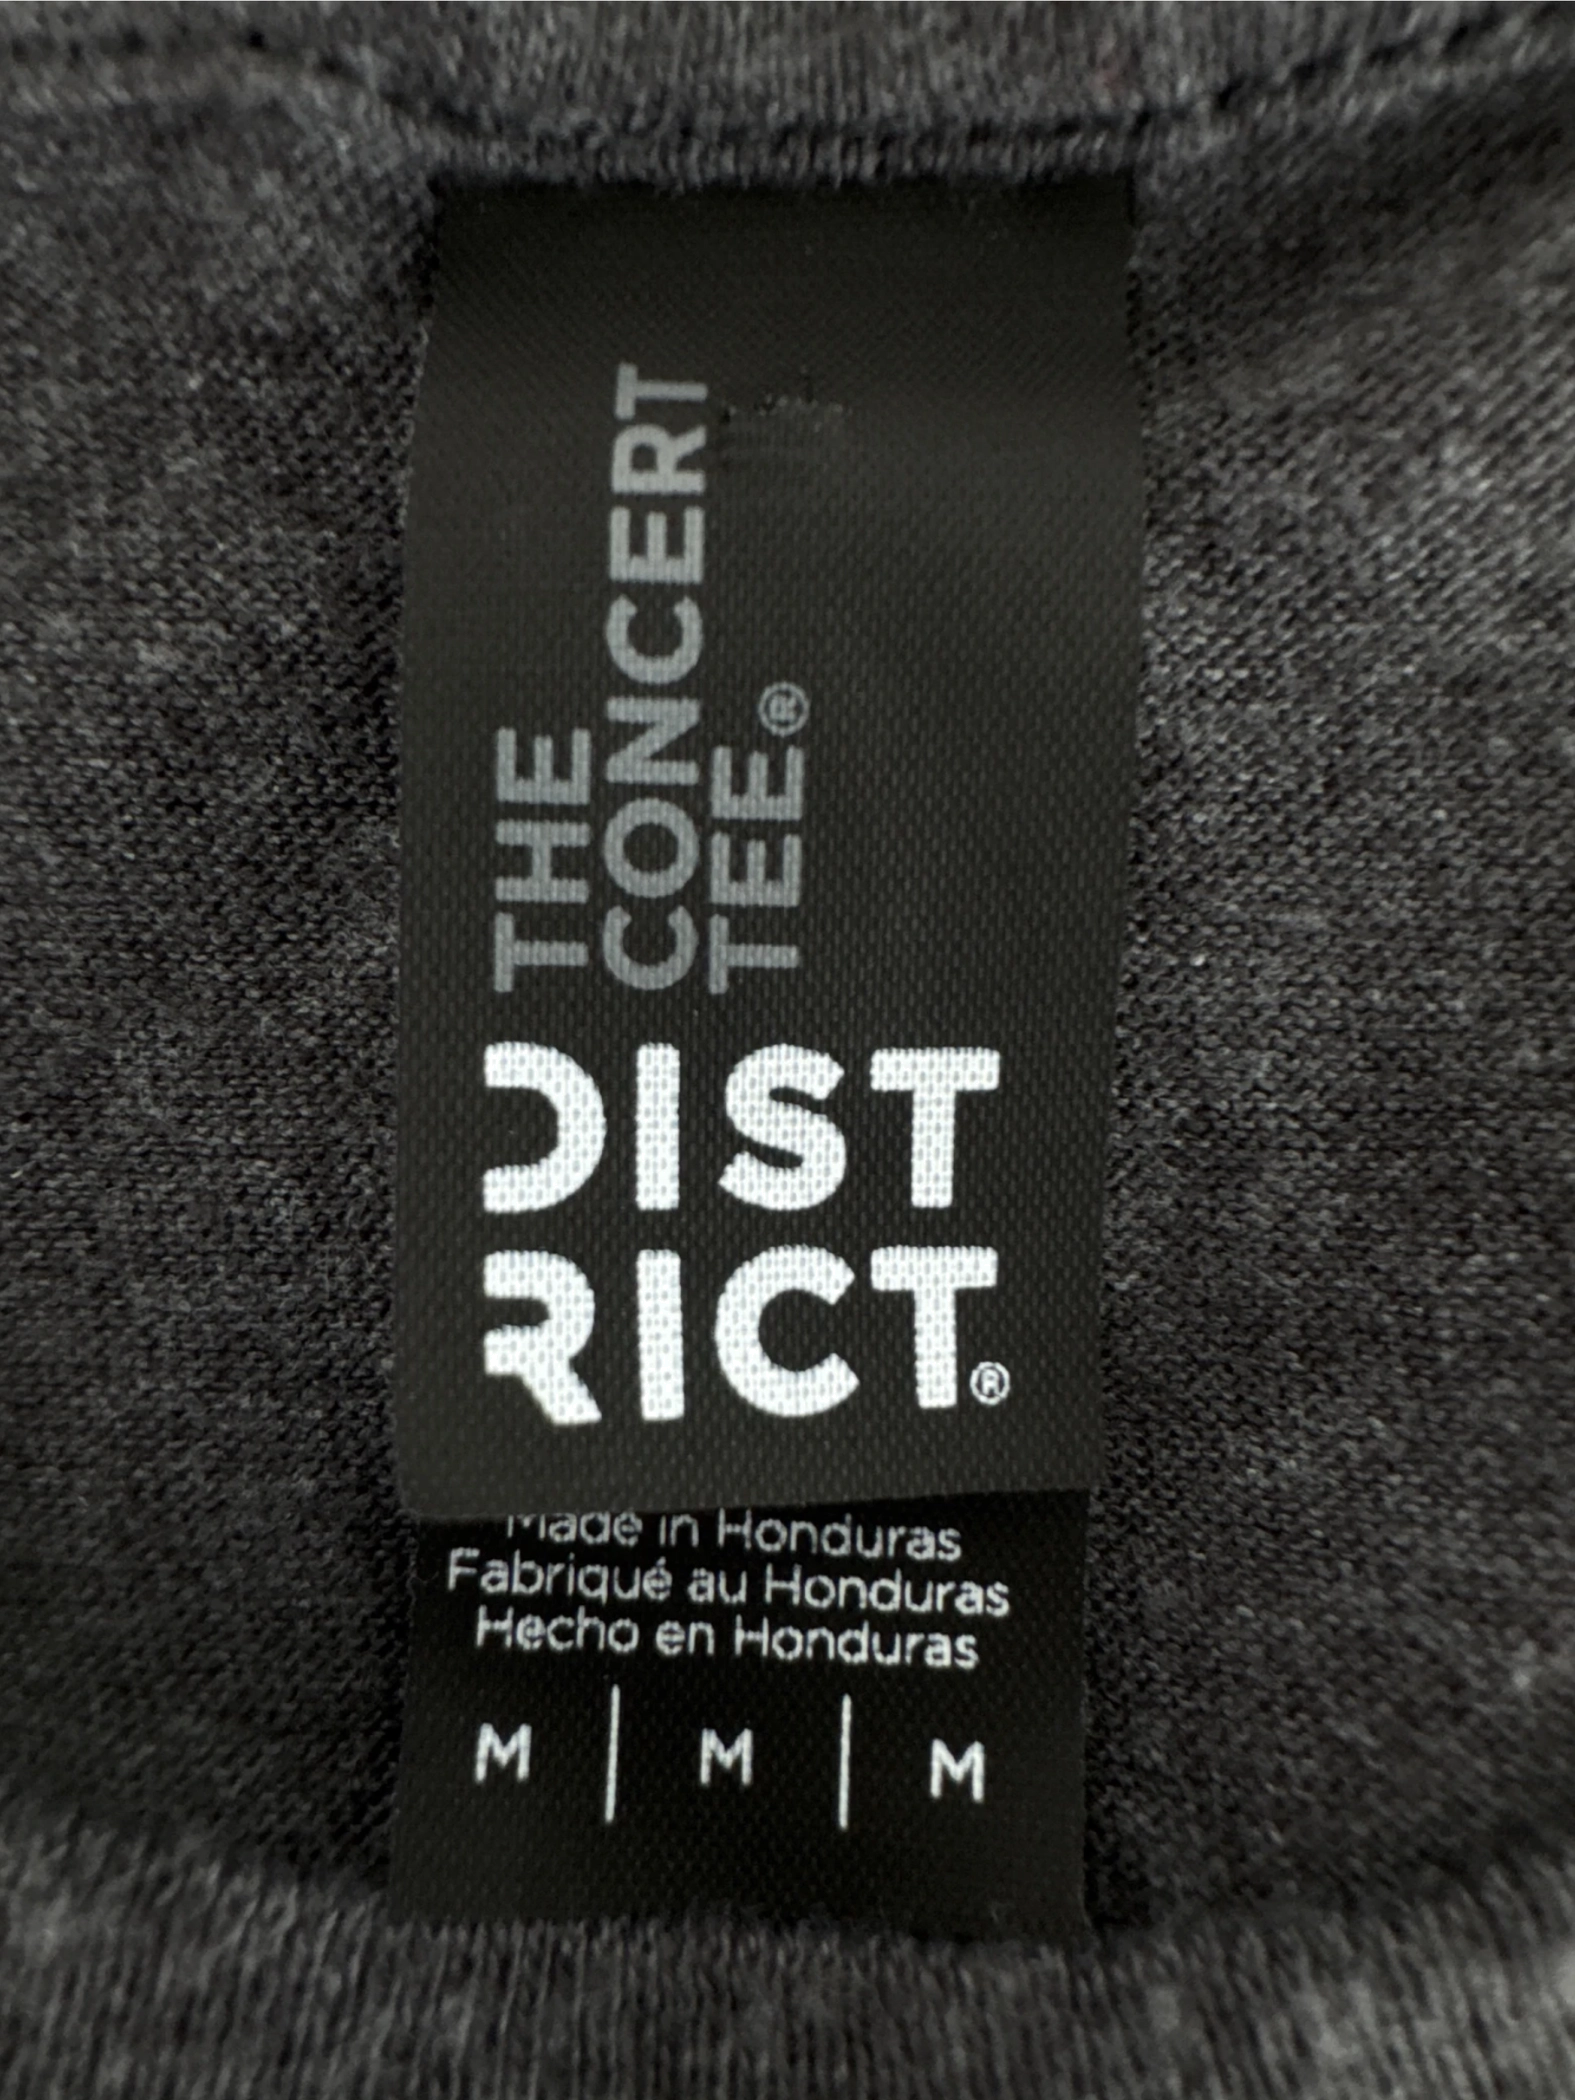 THE
CONCERT
TEE®
DIST
RICT®
Made in Honduras
Fabriqué au Honduras
Hecho en Honduras
M | M | M